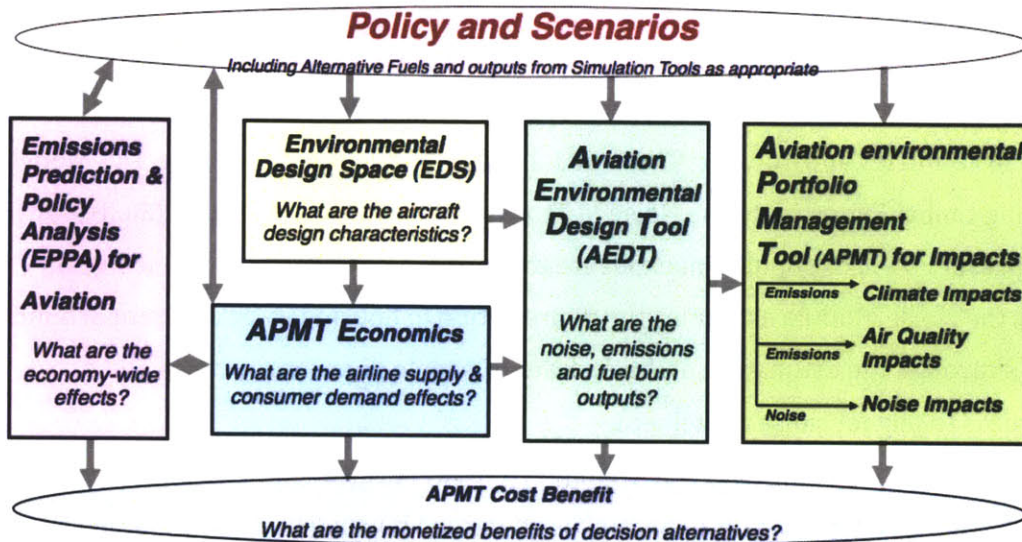 Policy and Scenarios
Including Alternative Fuels and outputs from Simulation Tools as appropriate
Emissions
Prediction &
Policy
Analysis
(EPPA) for
Aviation
What are the
economy-wide
effects?
Environmental
Design Space (EDS)
What are the aircraft
design characteristics?
APMT Economics
What are the airline supply &
consumer demand effects?
Aviation
Environmental
Design Tool
(AEDT)
What are the
noise, emissions
and fuel burn
outputs?
Aviation environmental
Portfolio
Management
Tool (APMT) for Impacts
Emissions
Climate Impacts
Emissions
Air Quality
Impacts
Noise
Noise Impacts
APMT Cost Benefit
What are the monetized benefits of decision alternatives?